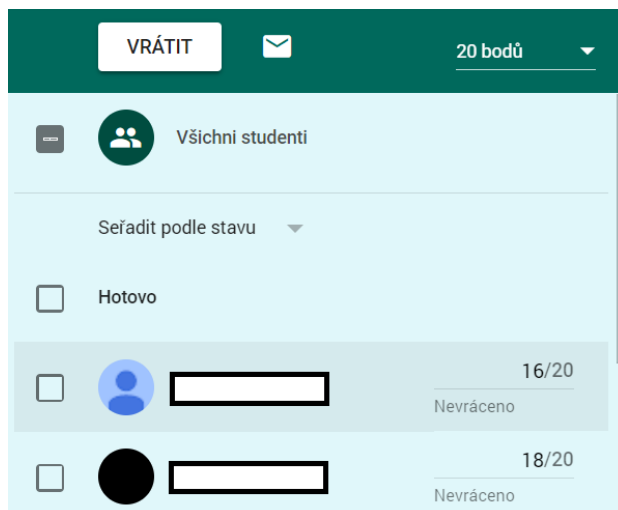 VRÁTIT
20 bodů
Všichni studenti
Seřadit podle stavu
Hotovo
16/20
Nevráceno
18/20
Nevráceno